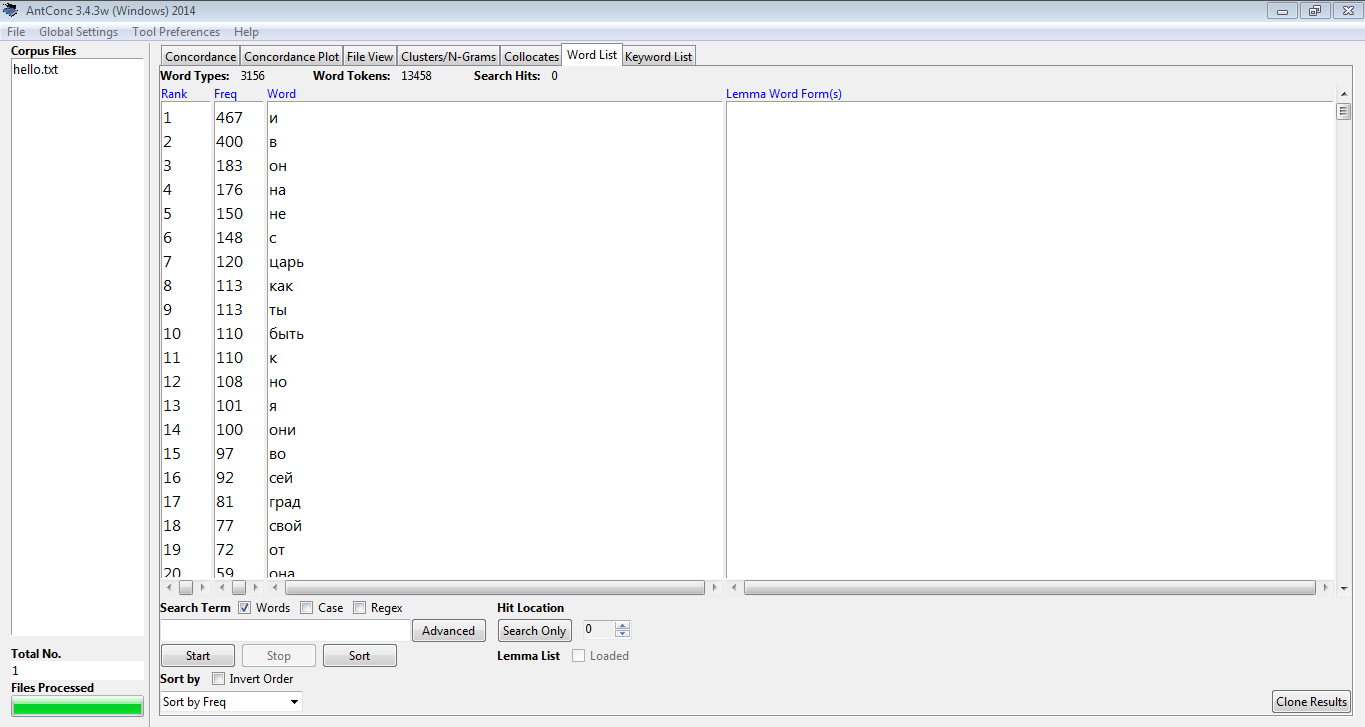 AntConc 3.4.3w (Windows) 2014
File Global Settings Tool Preferences Help
Corpus Files
hello.txt
Concordance Concordance Plot File View Clusters/N-Grams Collocates Word List Keyword List
Word Types: 3156 Word Tokens: 13458 Search Hits: 0
Rank Freq Word Lemma Word Form(s)
1 467 и
2 400 в
3 183 он
4 176 на
5 150 не
6 148 с
7 120 царь
8 113 как
9 113 ты
10 110 быть
11 110 к
12 108 но
13 101 я
14 100 они
15 97 во
16 92 сей
17 81 град
18 77 свой
19 72 от
20 59 она
Search Term Words Case Regex Hit Location
Advanced Search Only 0
Start Stop Sort Lemma List Loaded
Sort by Invert Order
Sort by Freq
Total No.
1
Files Processed
Clone Results